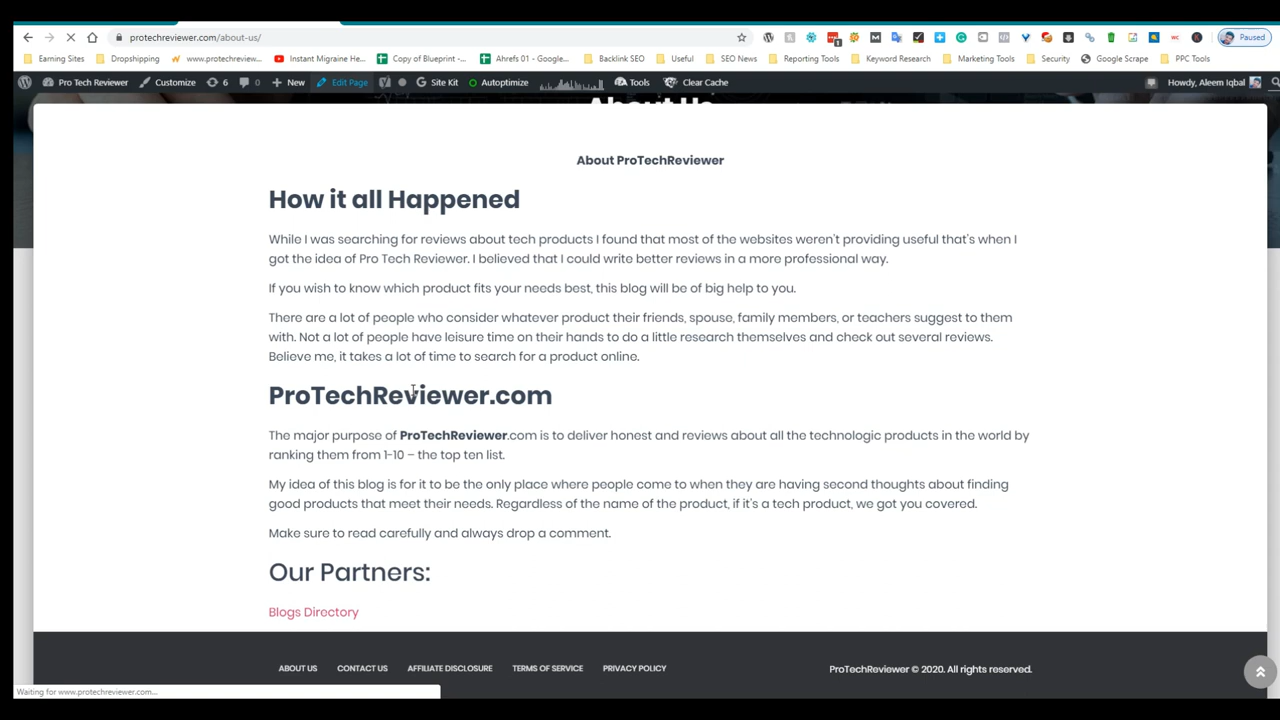 protechreviewer.com/about-us/
Paused
Earning Sites Dropshipping www.protechreview... Instant Migraine He... Copy of Blueprint -... Ahrefs 01 - Google... Backlink SEO Useful SEO News Reporting Tools Keyword Research Marketing Tools Security Google Scrape PPC Tools
Pro Tech Reviewer Customize 6 0 New Edit Page Site Kit Autoptimize Tools Clear Cache Howdy, Aleem Iqbal
About Us
About ProTechReviewer
How it all Happened
While I was searching for reviews about tech products I found that most of the websites weren't providing useful that's when I
got the idea of Pro Tech Reviewer. I believed that I could write better reviews in a more professional way.
If you wish to know which product fits your needs best, this blog will be of big help to you.
There are a lot of people who consider whatever product their friends, spouse, family members, or teachers suggest to them
with. Not a lot of people have leisure time on their hands to do a little research themselves and check out several reviews.
Believe me, it takes a lot of time to search for a product online.
ProTechReviewer.com
The major purpose of ProTechReviewer.com is to deliver honest and reviews about all the technologic products in the world by
ranking them from 1-10 – the top ten list.
My idea of this blog is for it to be the only place where people come to when they are having second thoughts about finding
good products that meet their needs. Regardless of the name of the product, if it's a tech product, we got you covered.
Make sure to read carefully and always drop a comment.
Our Partners:
Blogs Directory
ABOUT US CONTACT US AFFILIATE DISCLOSURE TERMS OF SERVICE PRIVACY POLICY ProTechReviewer © 2020. All rights reserved.
Waiting for www.protechreviewer.com...